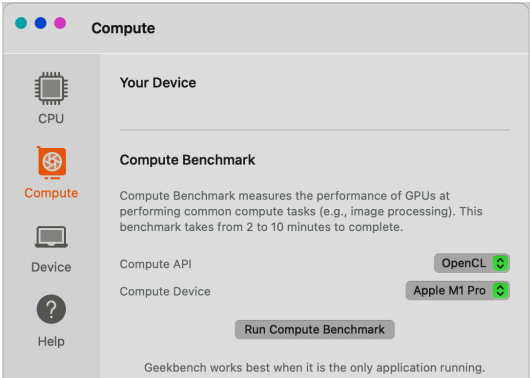 Compute
CPU
Compute
Device
Help
Your Device
Compute Benchmark
Compute Benchmark measures the performance of GPUs at
performing common compute tasks (e.g., image processing). This
benchmark takes from 2 to 10 minutes to complete.
Compute API OpenCL
Compute Device Apple M1 Pro
Run Compute Benchmark
Geekbench works best when it is the only application running.